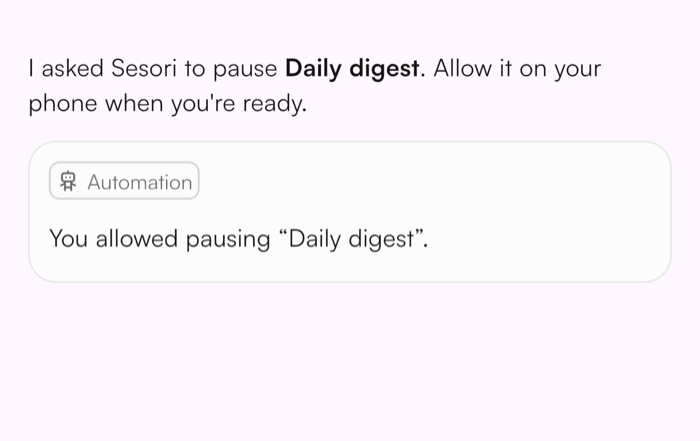 I asked Sesori to pause Daily digest. Allow it on your
phone when you're ready.
Automation
You allowed pausing “Daily digest”.